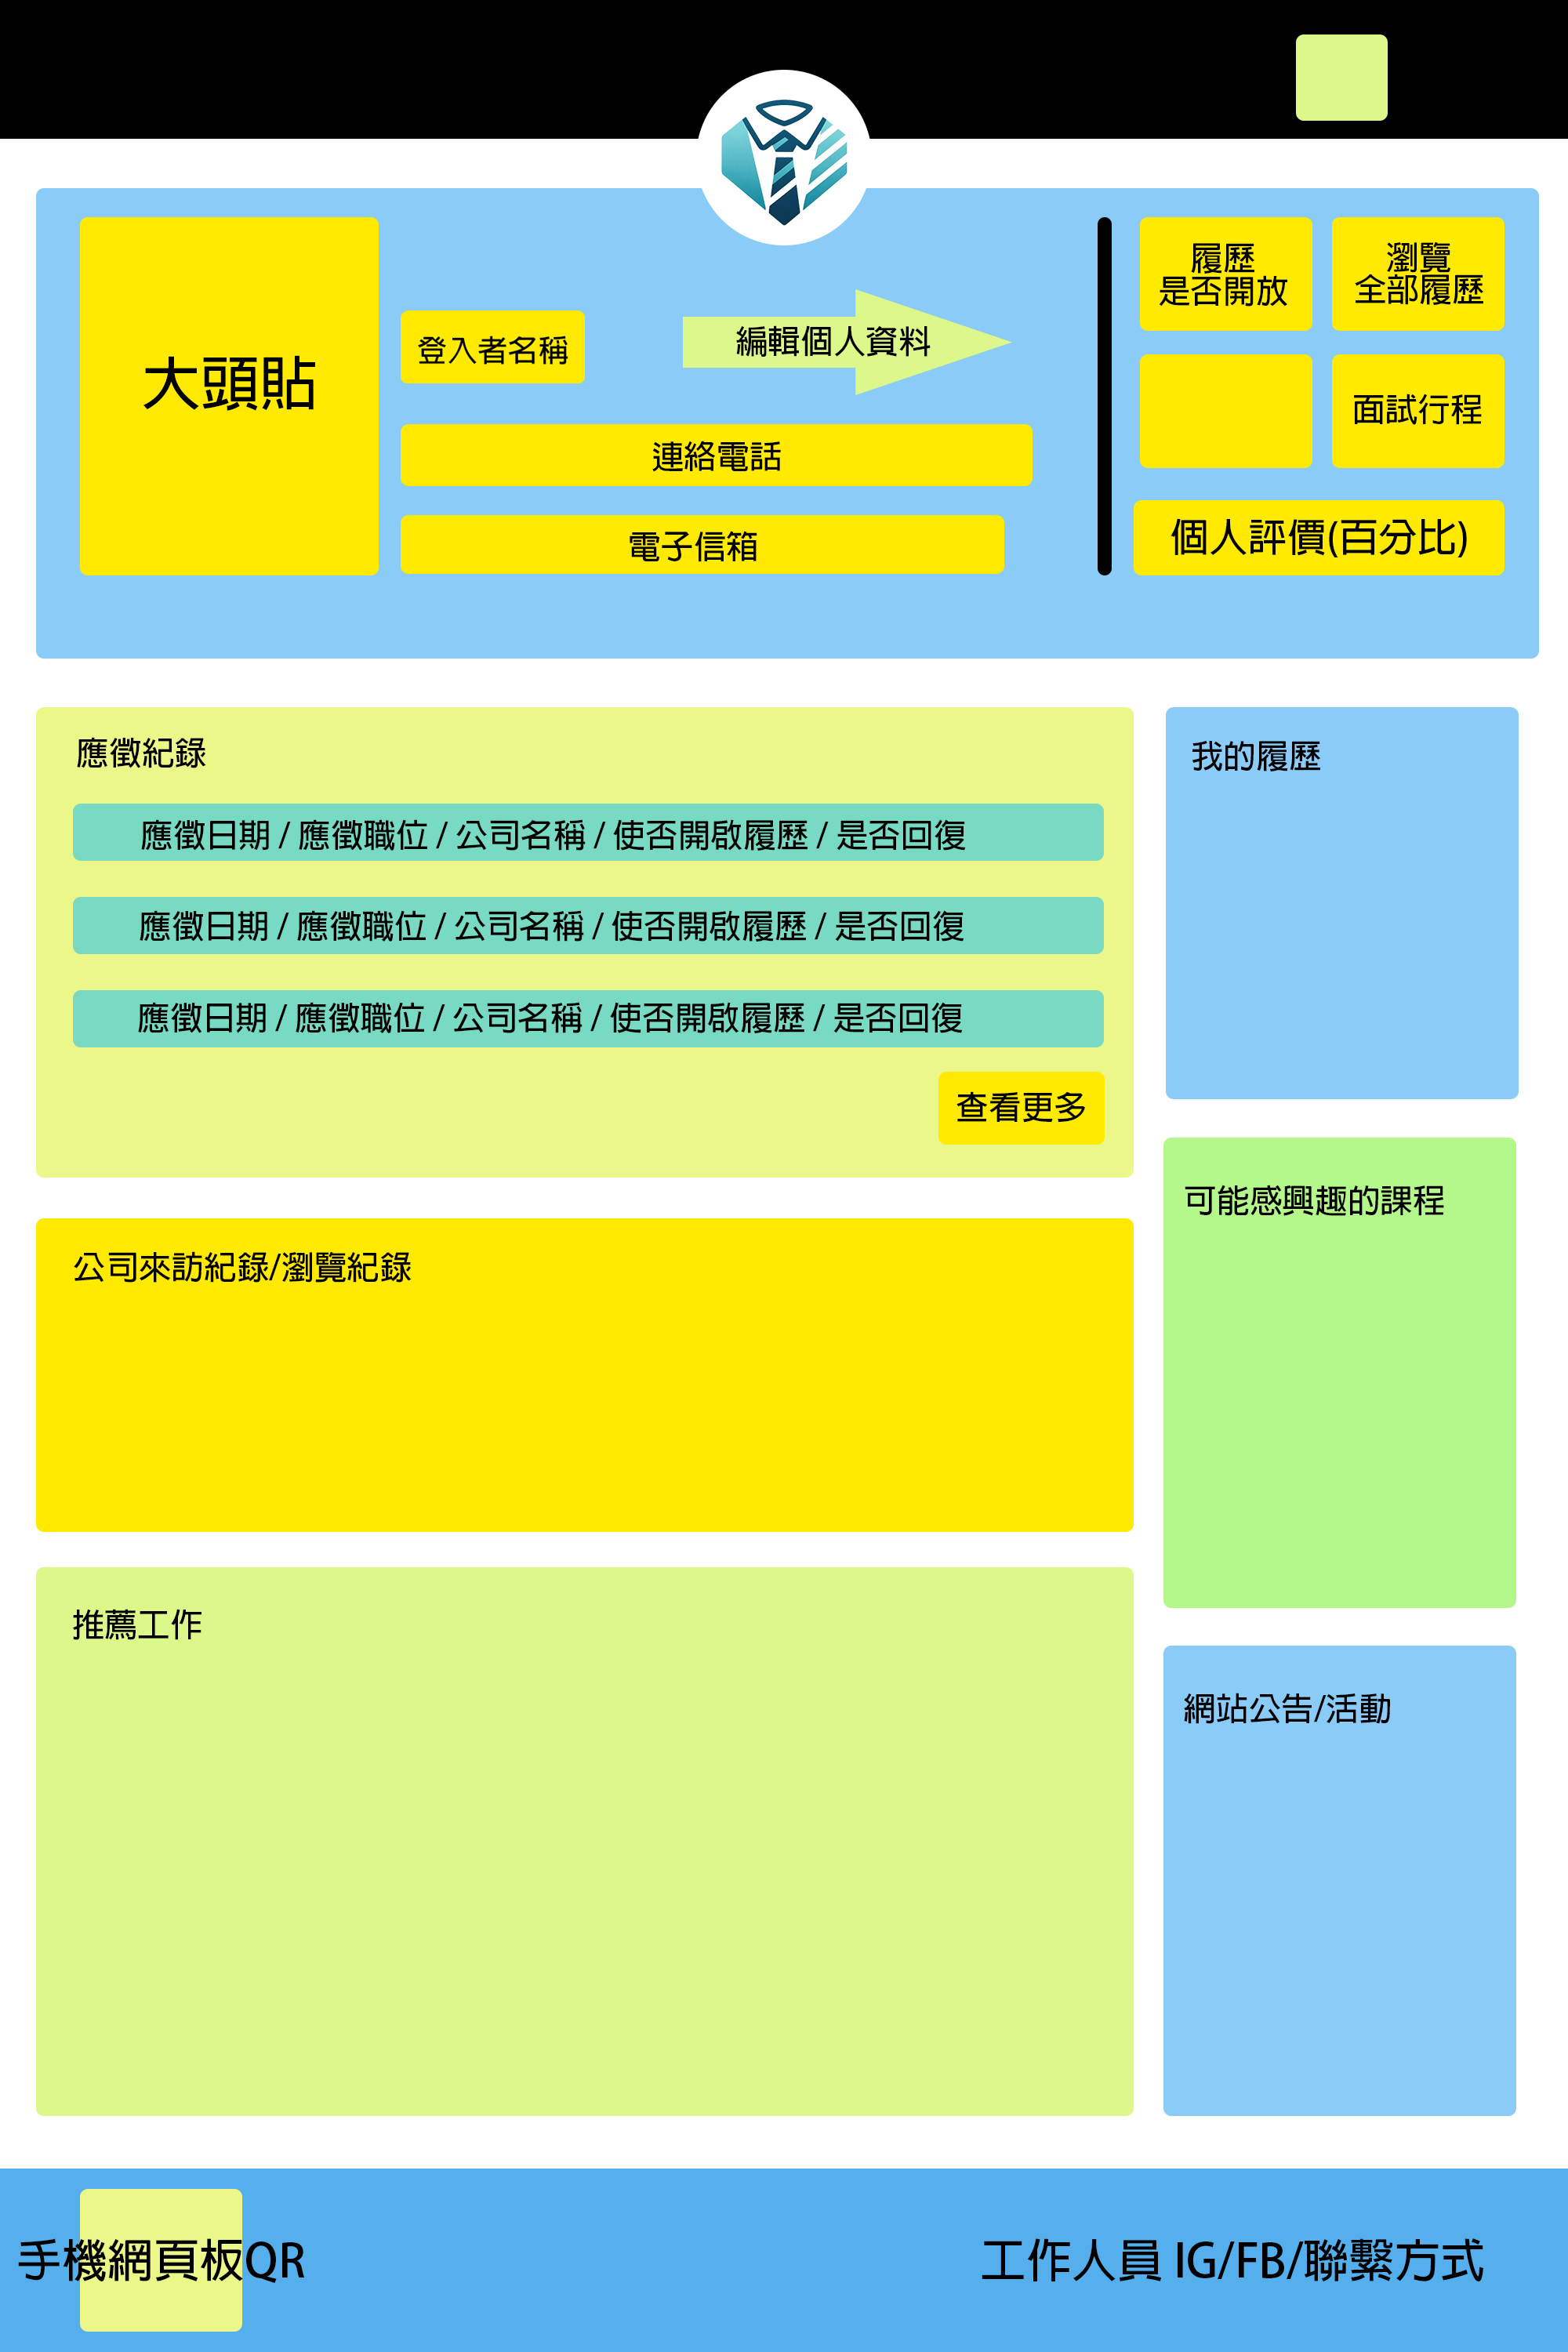 大頭貼
登入者名稱
編輯個人資料
連絡電話
電子信箱
履歷
是否開放
瀏覽
全部履歷
面試行程
個人評價(百分比)
應徵紀錄
應徵日期 / 應徵職位 / 公司名稱 / 使否開啟履歷 / 是否回復
應徵日期 / 應徵職位 / 公司名稱 / 使否開啟履歷 / 是否回復
應徵日期 / 應徵職位 / 公司名稱 / 使否開啟履歷 / 是否回復
查看更多
我的履歷
可能感興趣的課程
公司來訪紀錄/瀏覽紀錄
推薦工作
網站公告/活動
手機網頁板QR
工作人員 IG/FB/聯繫方式